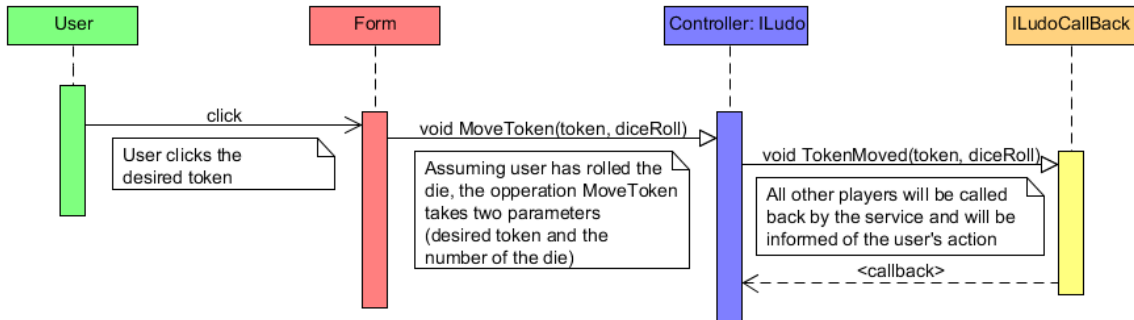 User
Form
Controller: ILudo
ILudoCallBack
click
User clicks the
desired token
void MoveToken(token, diceRoll)
Assuming user has rolled the
die, the opperation MoveToken
takes two parameters
(desired token and the
number of the die)
void TokenMoved(token, diceRoll)
All other players will be called
back by the service and will be
informed of the user's action
<callback>